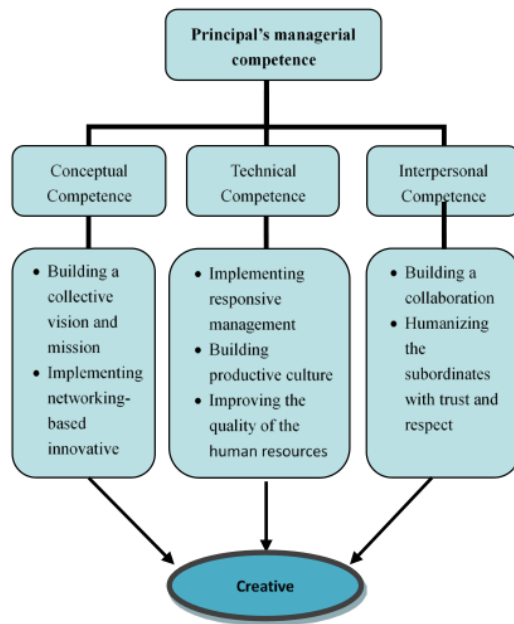 Principal's managerial
competence
Conceptual
Competence
Technical
Competence
Interpersonal
Competence
• Building a
collective
vision and
mission
• Implementing
networking-
based
innovative
• Implementing
responsive
management
• Building
productive culture
• Improving the
quality of the
human resources
• Building a
collaboration
• Humanizing
the
subordinates
with trust and
respect
Creative